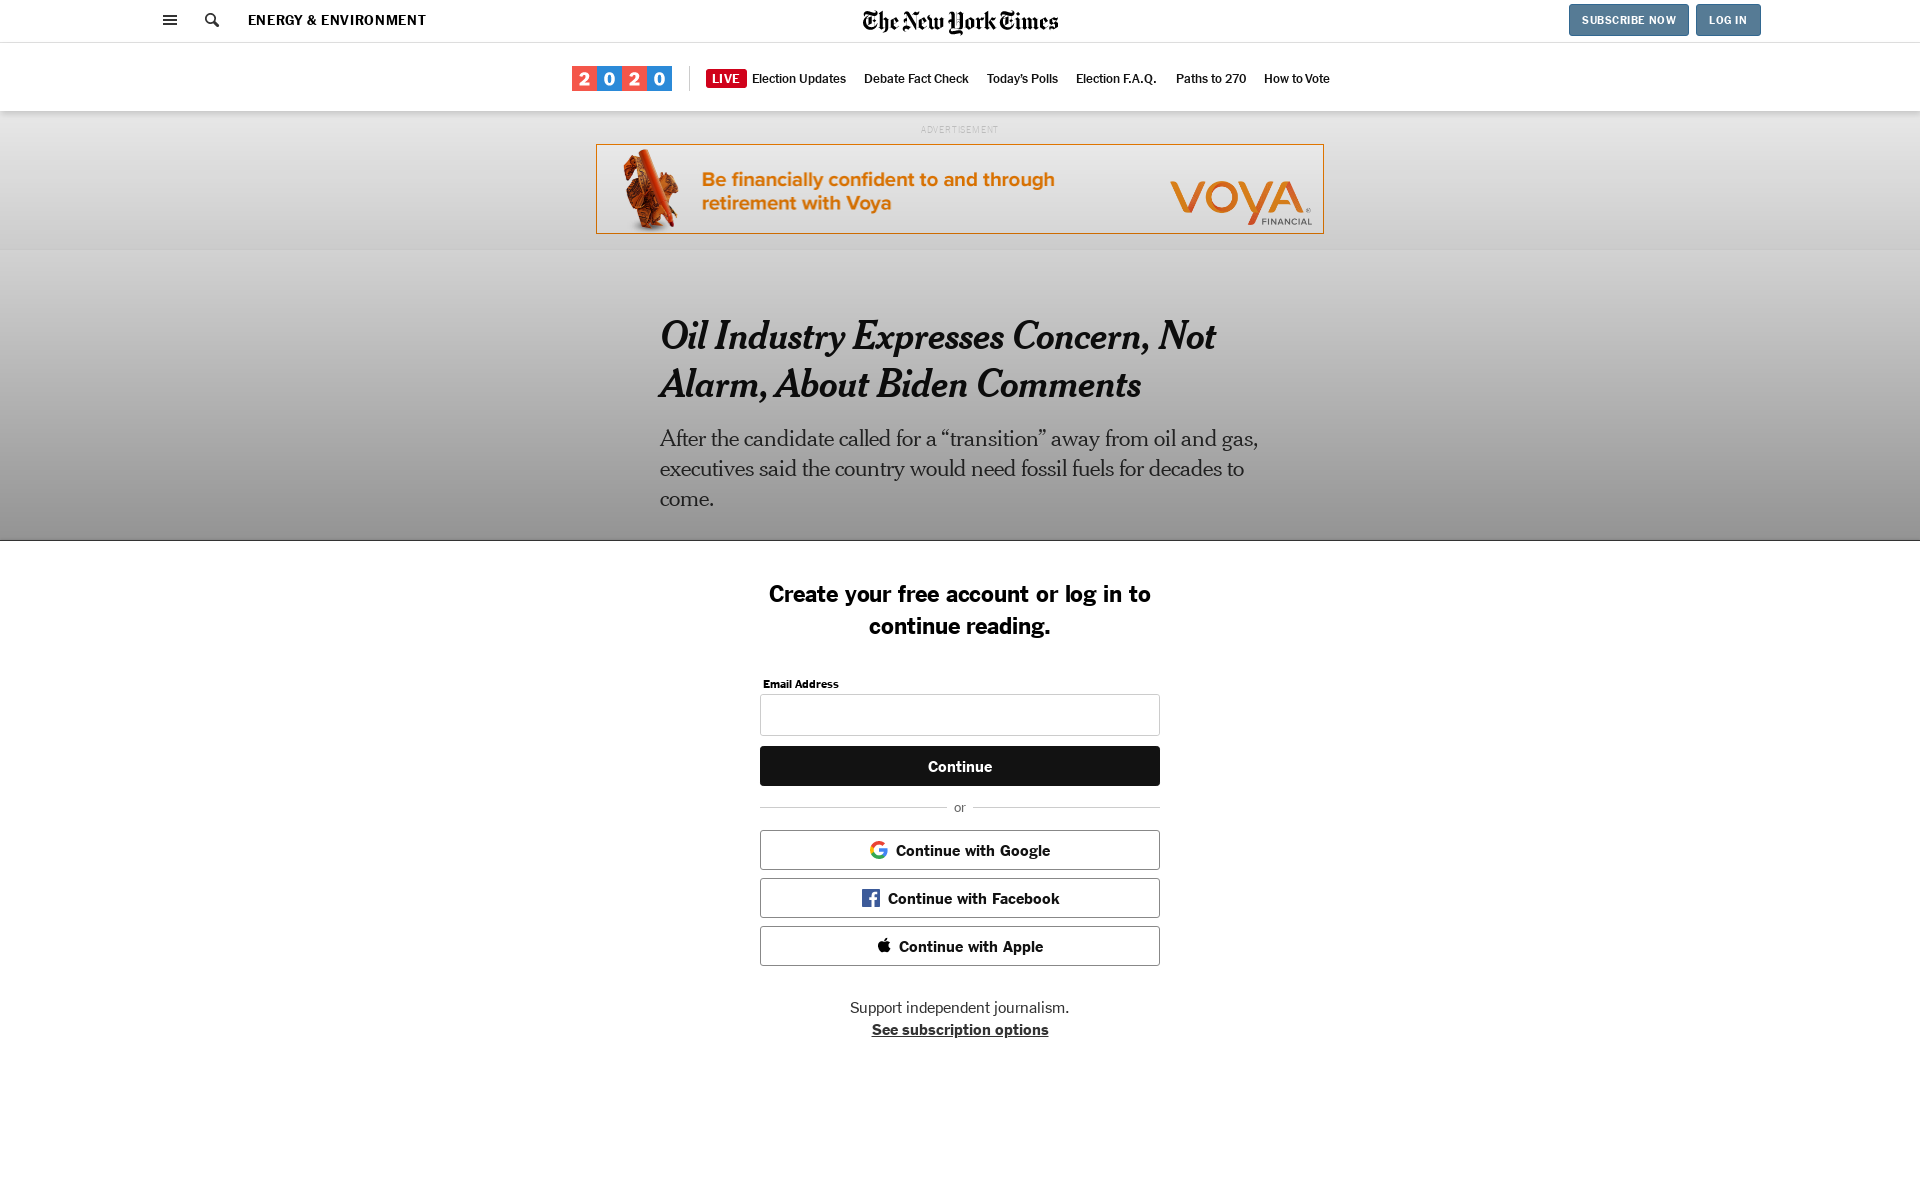 ENERGY & ENVIRONMENT
The New York Times
SUBSCRIBE NOW
LOG IN
2020
LIVE Election Updates
Debate Fact Check
Today's Polls
Election F.A.Q.
Paths to 270
How to Vote
ADVERTISEMENT
Be financially confident to and through
retirement with Voya
VOYA
FINANCIAL
Oil Industry Expresses Concern, Not
Alarm, About Biden Comments
After the candidate called for a “transition” away from oil and gas,
executives said the country would need fossil fuels for decades to
come.
Create your free account or log in to
continue reading.
Email Address
Continue
or
Continue with Google
Continue with Facebook
Continue with Apple
Support independent journalism.
See subscription options